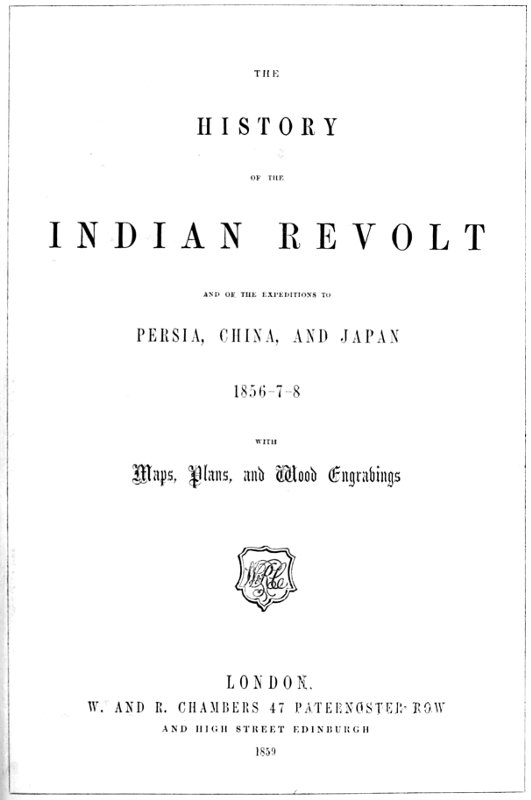 THE
HISTORY
OF THE
INDIAN REVOLT
AND OF THE EXPEDITIONS TO
PERSIA, CHINA, AND JAPAN
1856-7-8
WITH
Maps, Plans, and Wood Engravings
W&RC
LONDON.
W. AND R. CHAMBERS 47 PATERNOSTER ROW
AND HIGH STREET EDINBURGH
1859